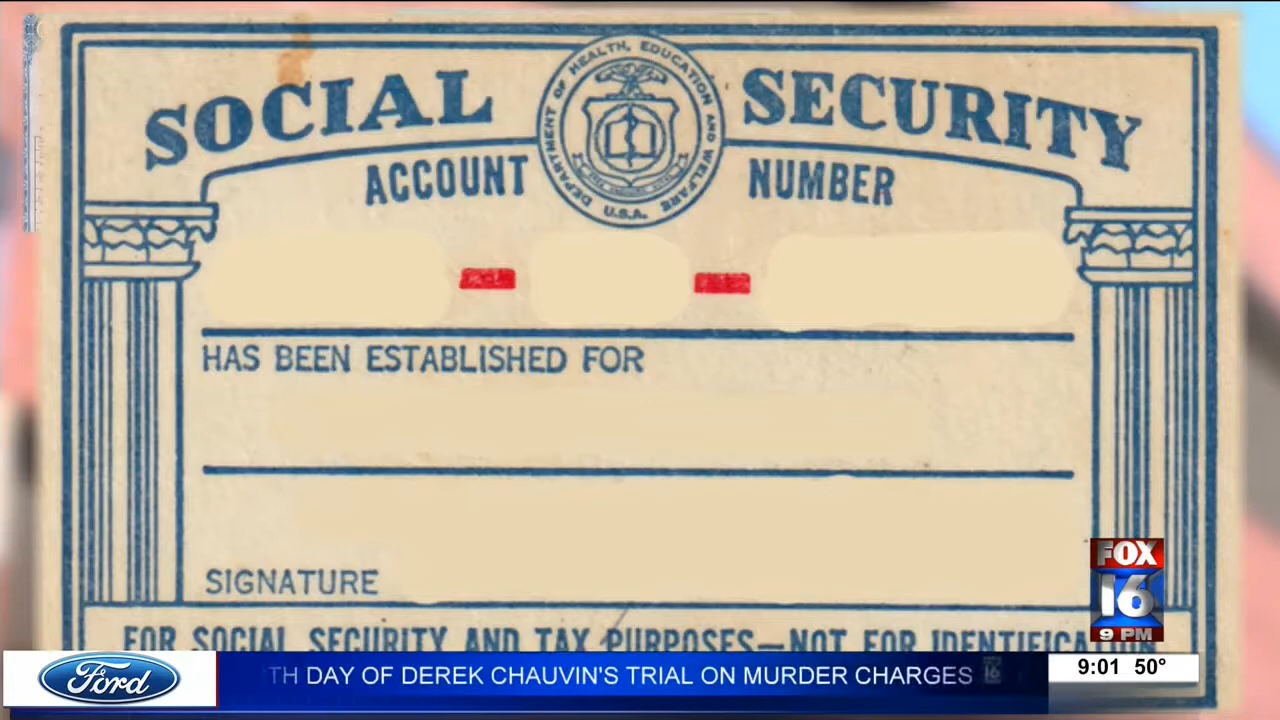 SOCIAL SECURITY
DEPARTMENT OF HEALTH, EDUCATION AND WELFARE
U.S.A.
ACCOUNT NUMBER
HAS BEEN ESTABLISHED FOR
SIGNATURE
FOR SOCIAL SECURITY AND TAX PURPOSES—NOT FOR IDENTIFICA
FOX
16
9 PM
Ford
TH DAY OF DEREK CHAUVIN'S TRIAL ON MURDER CHARGES
9:01 50°